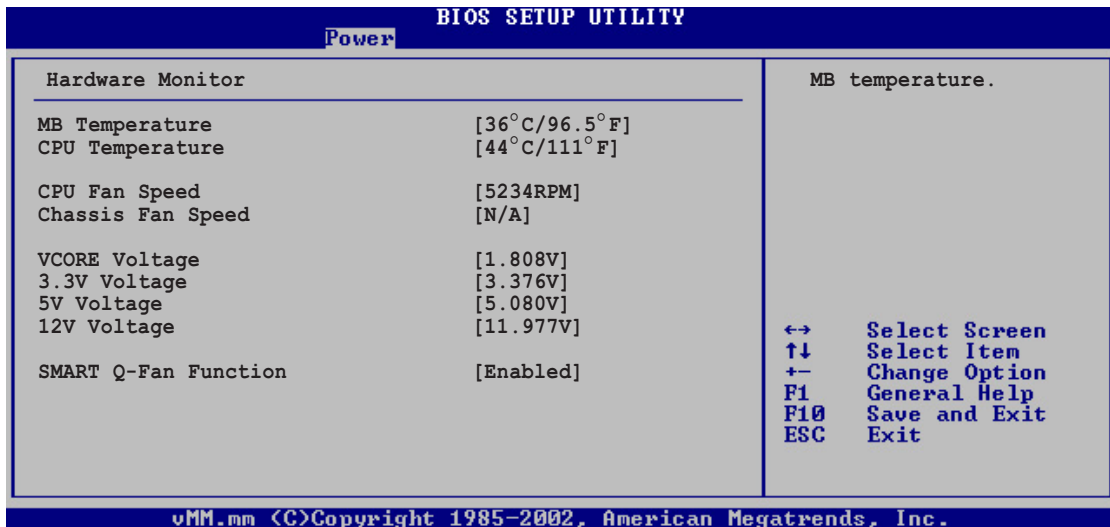 BIOS SETUP UTILITY
Power
Hardware Monitor
MB Temperature [36°C/96.5°F]
CPU Temperature [44°C/111°F]
CPU Fan Speed [5234RPM]
Chassis Fan Speed [N/A]
VCORE Voltage [1.808V]
3.3V Voltage [3.376V]
5V Voltage [5.080V]
12V Voltage [11.977V]
SMART Q-Fan Function [Enabled]
MB temperature.
←→ Select Screen
↑↓ Select Item
+- Change Option
F1 General Help
F10 Save and Exit
ESC Exit
vMM.mm (C)Copyright 1985-2002, American Megatrends, Inc.